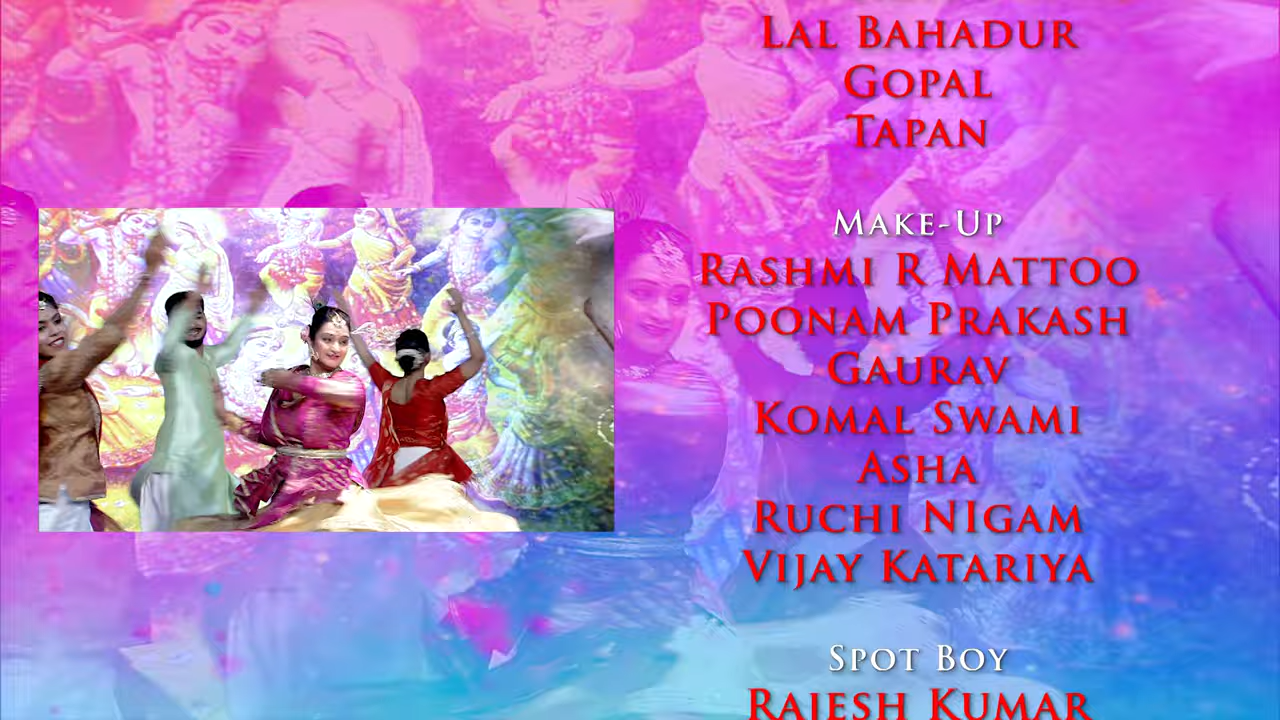 Lal Bahadur
Gopal
Tapan
Make-Up
Rashmi R Mattoo
Poonam Prakash
Gaurav
Komal Swami
Asha
Ruchi NIgam
Vijay Katariya
Spot Boy
Rajesh Kumar